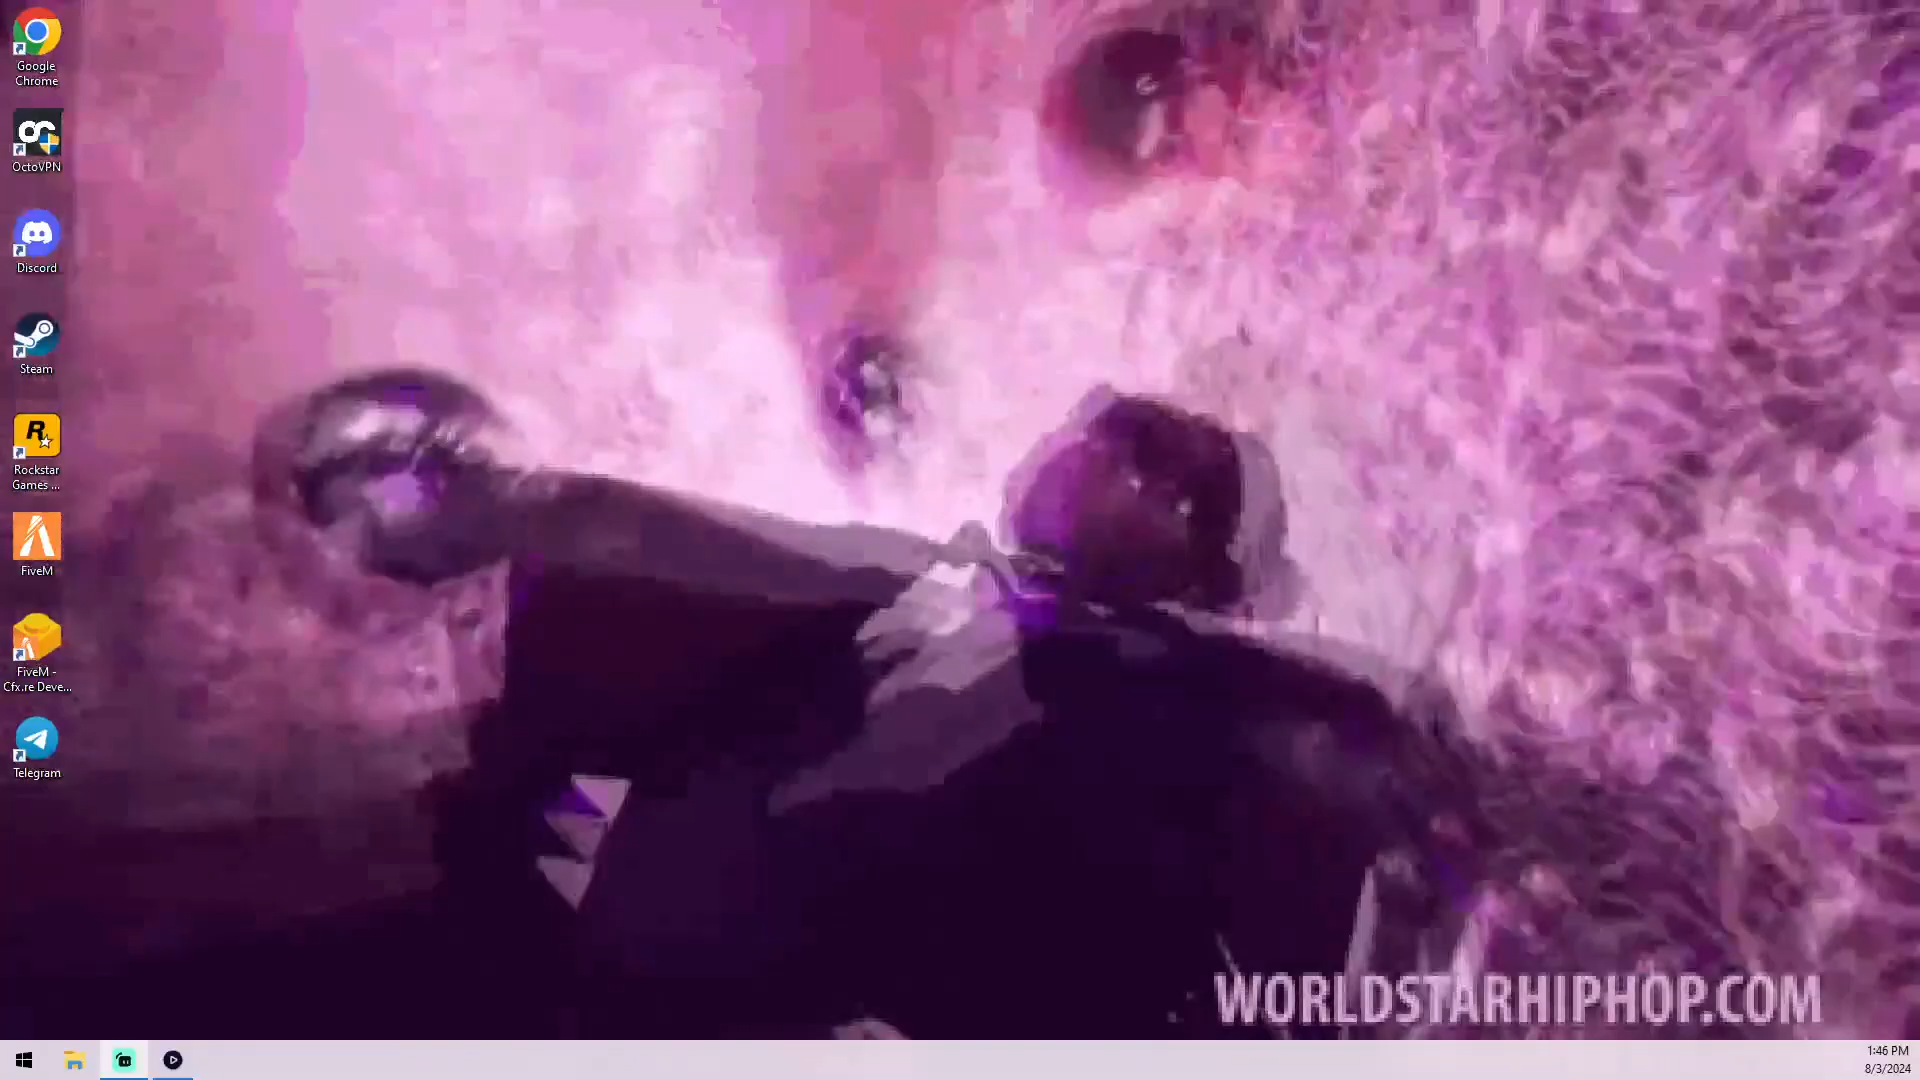 Google
Chrome
OctoVPN
Discord
Steam
Rockstar
Games ...
FiveM
FiveM -
Cfx.re Deve...
Telegram
WORLDSTARHIPHOP.COM
1:46 PM
8/3/2024